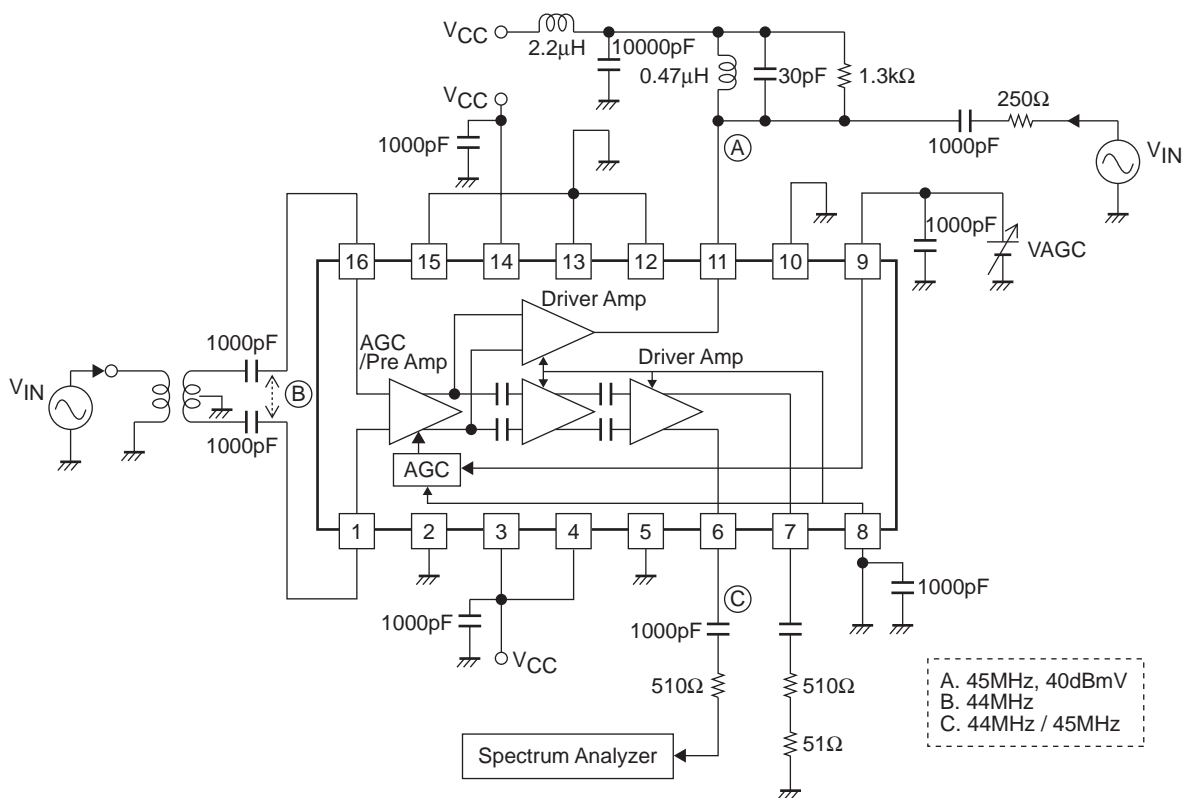 VCC
2.2μH
10000pF
0.47μH
30pF
1.3kΩ
250Ω
1000pF
VIN
A
VCC
1000pF
1000pF
VAGC
16
15
14
13
12
11
10
9
Driver Amp
AGC
/Pre Amp
Driver Amp
AGC
VIN
1000pF
1000pF
B
1
2
3
4
5
6
7
8
1000pF
VCC
C
1000pF
510Ω
510Ω
51Ω
1000pF
Spectrum Analyzer
A. 45MHz, 40dBmV
B. 44MHz
C. 44MHz / 45MHz